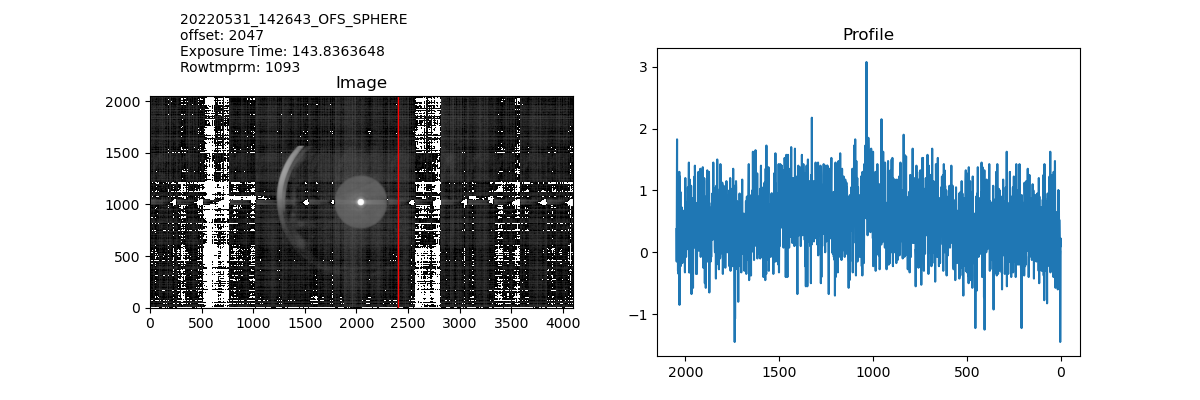 20220531_142643_OFS_SPHERE
offset: 2047
Exposure Time: 143.8363648
Rowtmprm: 1093
Image
2000
1500
1000
500
0
0 500 1000 1500 2000 2500 3000 3500 4000
Profile
3
2
1
0
−1
2000 1500 1000 500 0